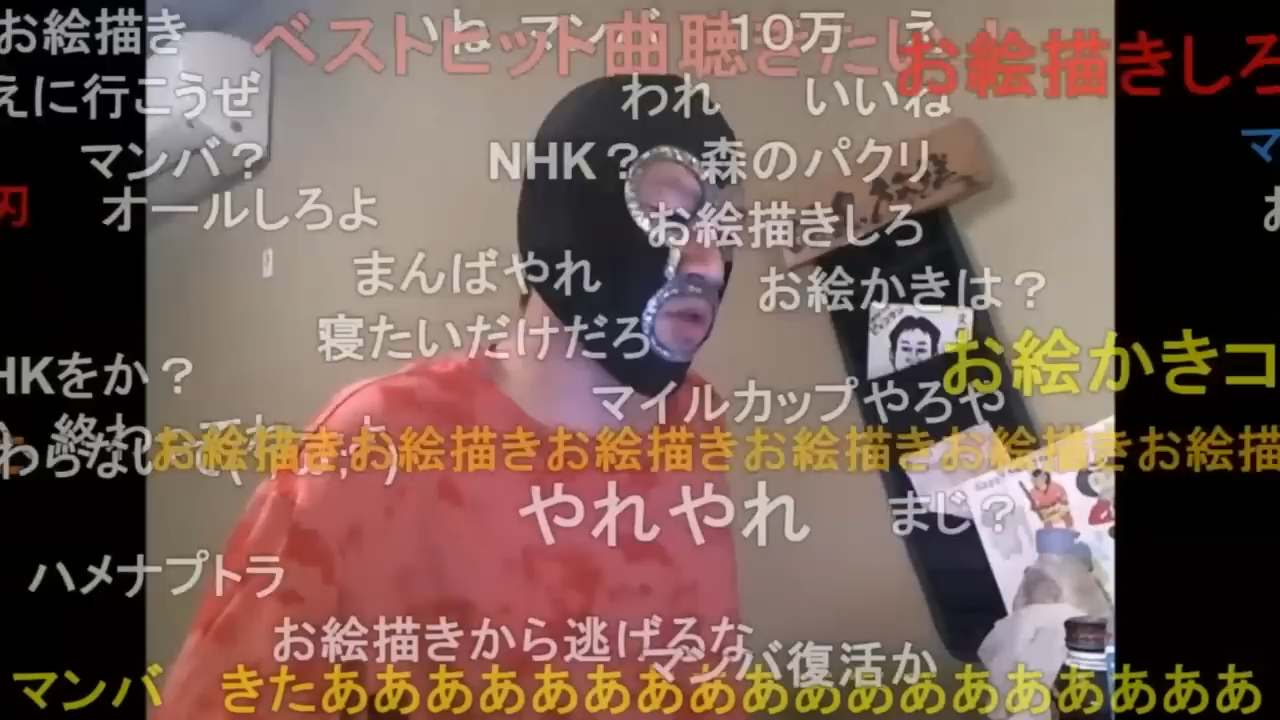 お絵描き
いね マンバ 10万
ベストヒット曲聴きたい
お絵描きしろ
えに行こうぜ
われ
いいね
マ
マンバ?
NHK?
森のパクリ
オールしろよ
お絵描きしろ
まんばやれ
お絵かきは?
寝たいだけだろ
お絵かきコ
HKをか?
マイルカップやろや
お絵描きお絵描きお絵描きお絵描きお絵描きお絵描
やれやれ
まじ?
ハメナプトラ
お絵描きから逃げるな
マンバ復活か
マンバ きたああああああああああああああああああ